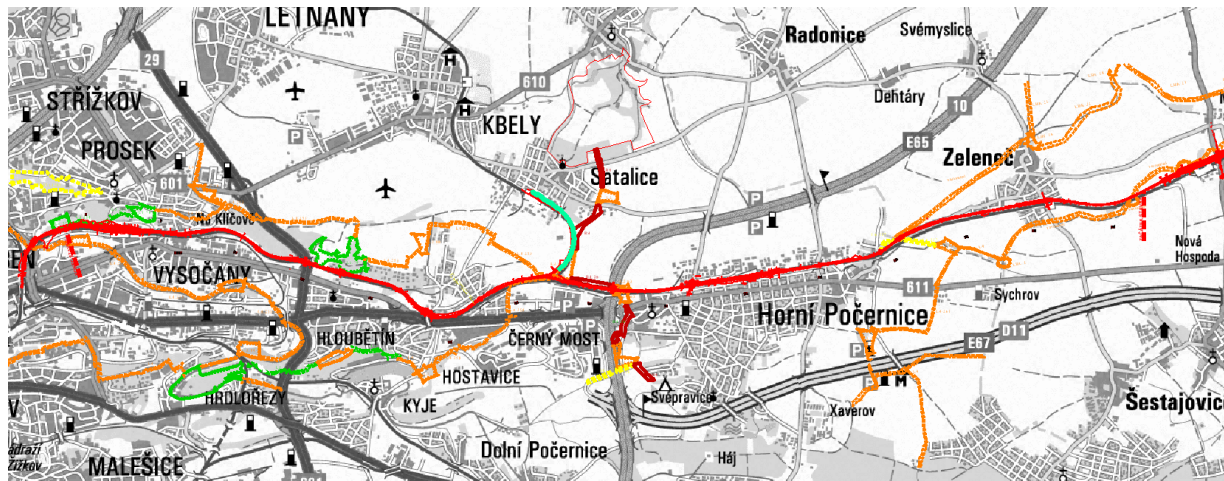 LETŇANY
Radonice
Svémyslice
29
610
STŘÍŽKOV
Dehtáry
10
P
KBELY
E65
PROSEK
Zeleneč
601
Satalice
P
Na Klíčově
P
Nová
Hospoda
VYSOČANY
611
Sychrov
Horní Počernice
D11
HLOUBĚTÍN
ČERNÝ MOST
P
E67
HOSTAVICE
P
M
HRDLOŘEZY
KYJE
Svépravice
Xaverov
Šestajovice
Dolní Počernice
Háj
MALEŠICE
Žižkov